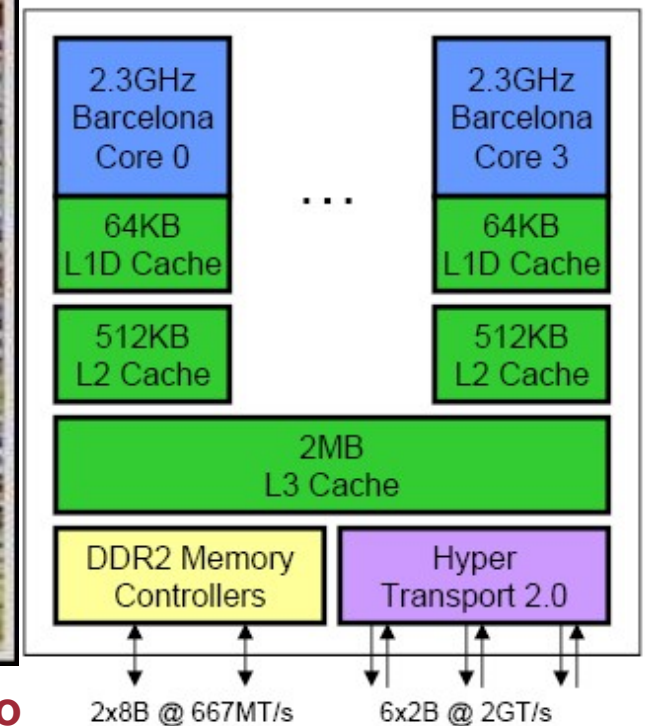 2.3GHz
Barcelona
Core 0
2.3GHz
Barcelona
Core 3
...
64KB
L1D Cache
64KB
L1D Cache
512KB
L2 Cache
512KB
L2 Cache
2MB
L3 Cache
DDR2 Memory
Controllers
Hyper
Transport 2.0
2x8B @ 667MT/s
6x2B @ 2GT/s